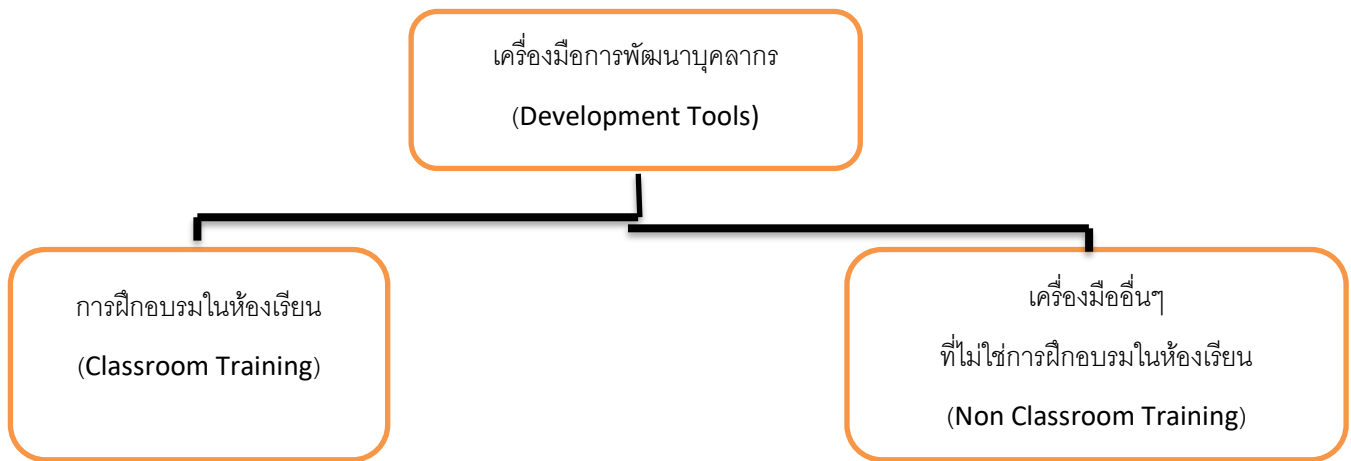 เครื่องมือการพัฒนาบุคลากร
(Development Tools)
การฝึกอบรมในห้องเรียน
(Classroom Training)
เครื่องมืออื่นๆ
ที่ไม่ใช่การฝึกอบรมในห้องเรียน
(Non Classroom Training)